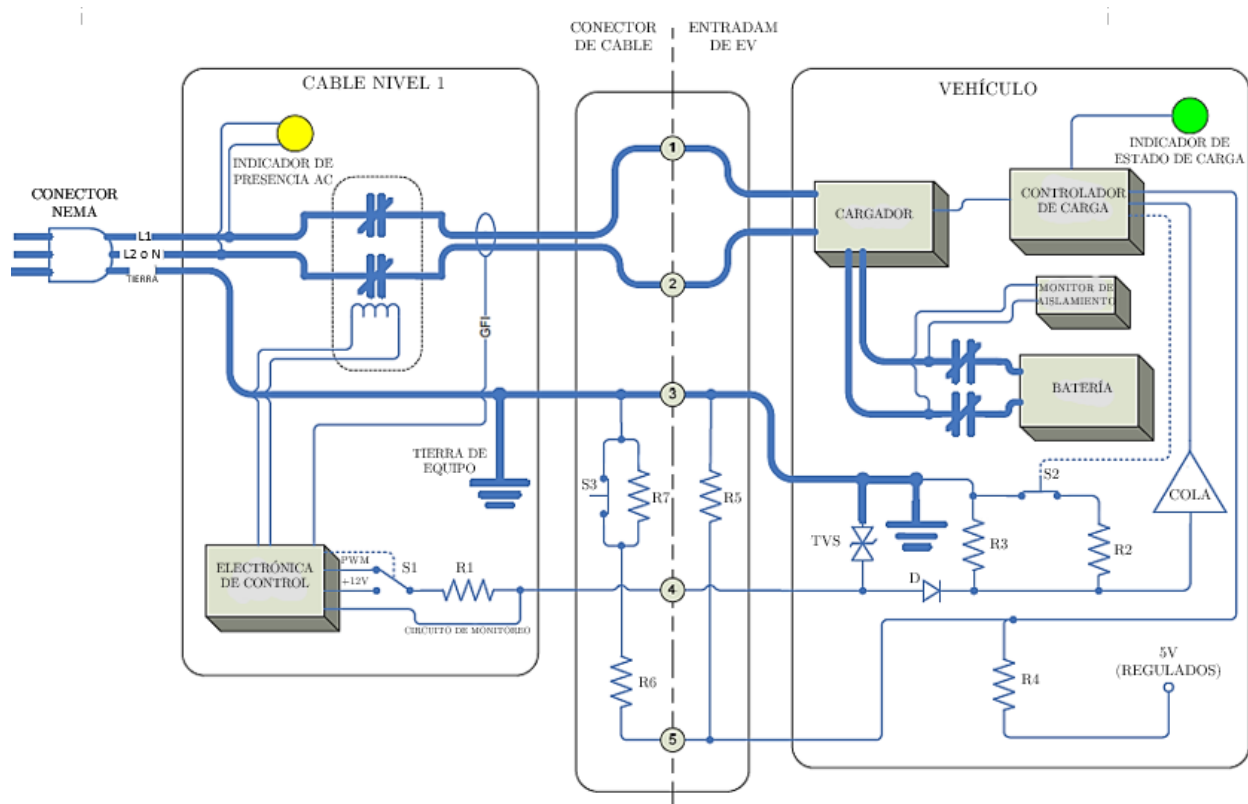 CONECTOR
DE CABLE
ENTRADAM
DE EV
CABLE NIVEL 1
VEHÍCULO
INDICADOR DE
PRESENCIA AC
INDICADOR DE
ESTADO DE CARGA
CONECTOR
NEMA
L1
L2 o N
TIERRA
GFI
1
2
3
4
5
CARGADOR
CONTROLADOR
DE CARGA
MONITOR DE
AISLAMIENTO
BATERÍA
TIERRA DE
EQUIPO
S3
R7
R5
S2
COLA
TVS
R3
R2
ELECTRÓNICA
DE CONTROL
PWM
+12V
S1
R1
CIRCUITO DE MONITOREO
D
R6
R4
5V
(REGULADOS)